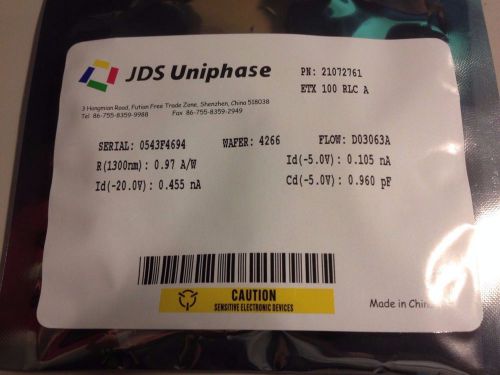 JDS Uniphase
PN: 21072761
ETX 100 RLC A
3 Hongmian Road, Futian Free Trade Zone, Shenzhen, China 518038
Tel 86-755-8359-9988 Fax 86-755-8359-2949
SERIAL: 0543F4694 WAFER: 4266 FLOW: D03063A
R(1300nm): 0.97 A/W Id(-5.0V): 0.105 nA
Id(-20.0V): 0.455 nA Cd(-5.0V): 0.960 pF
CAUTION
SENSITIVE ELECTRONIC DEVICES
Made in China